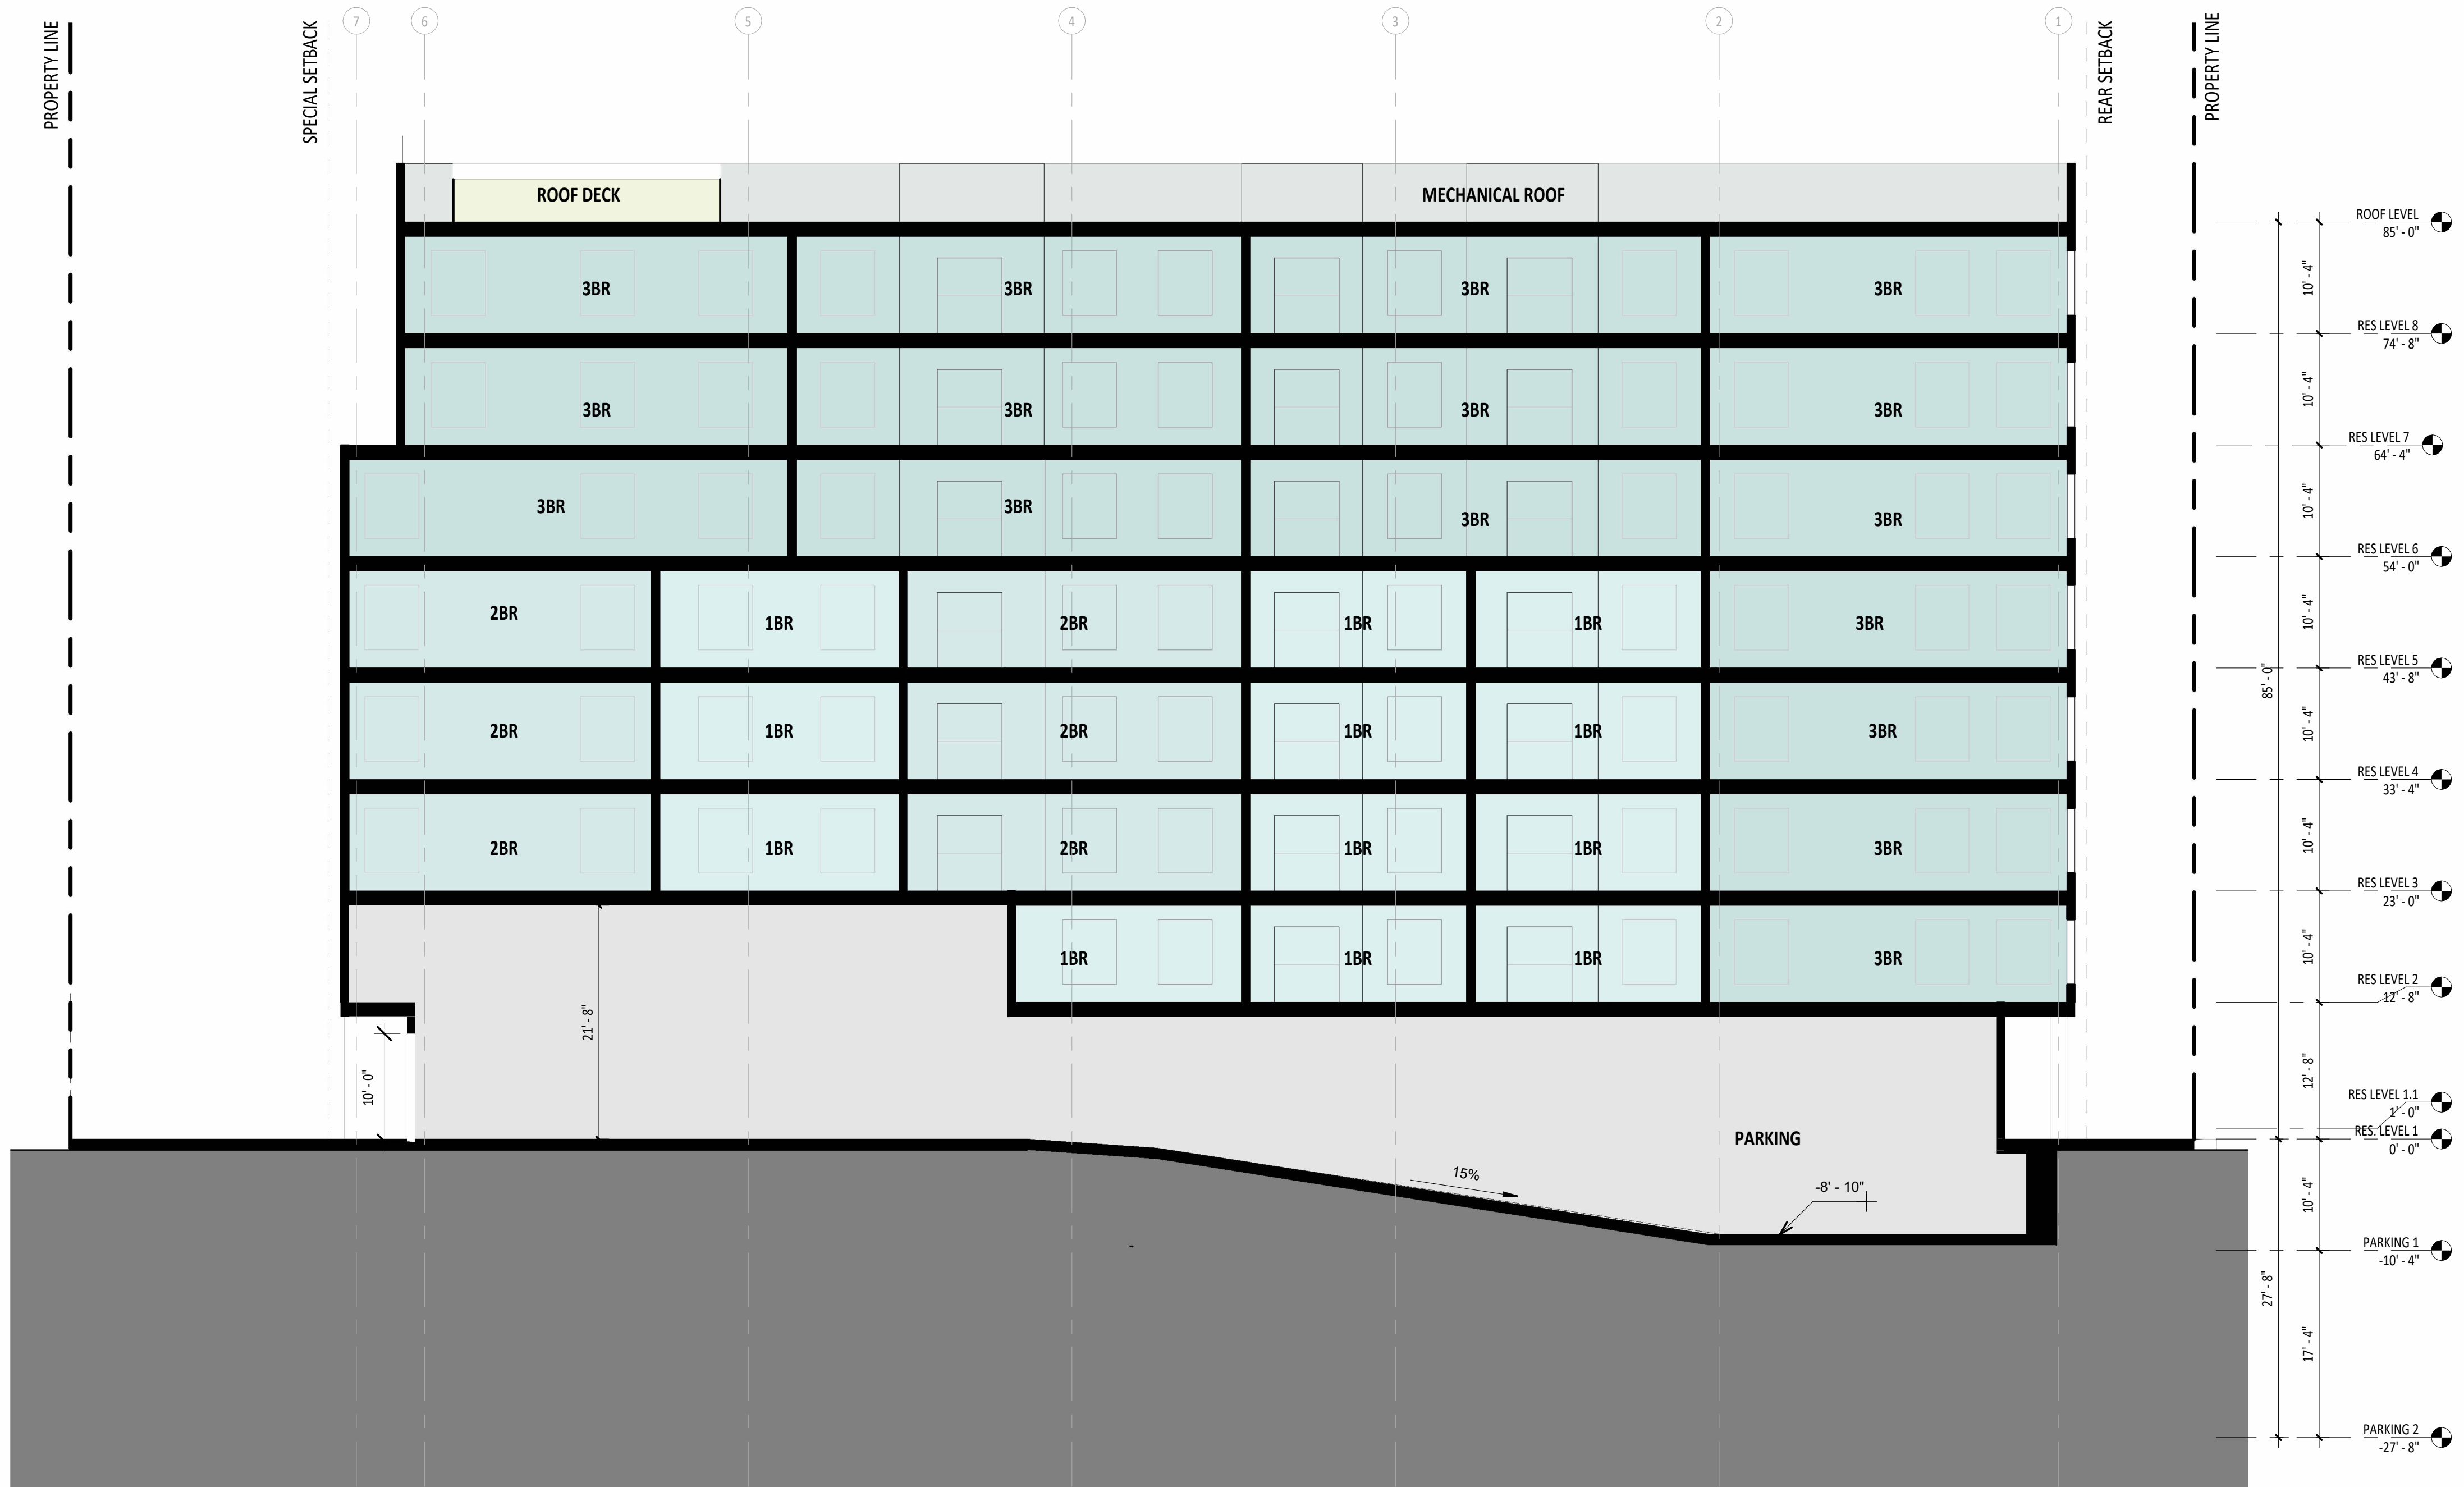 PROPERTY LINE
SPECIAL SETBACK
7
6
5
4
3
2
1
REAR SETBACK
PROPERTY LINE
ROOF DECK
MECHANICAL ROOF
ROOF LEVEL
85' - 0"
3BR
3BR
3BR
3BR
10' - 4"
RES LEVEL 8
74' - 8"
3BR
3BR
3BR
3BR
10' - 4"
RES LEVEL 7
64' - 4"
3BR
3BR
3BR
3BR
10' - 4"
RES LEVEL 6
54' - 0"
2BR
1BR
2BR
1BR
1BR
3BR
10' - 4"
RES LEVEL 5
43' - 8"
85' - 0"
2BR
1BR
2BR
1BR
1BR
3BR
10' - 4"
RES LEVEL 4
33' - 4"
2BR
1BR
2BR
1BR
1BR
3BR
10' - 4"
RES LEVEL 3
23' - 0"
1BR
1BR
1BR
3BR
10' - 4"
RES LEVEL 2
12' - 8"
21' - 8"
10' - 0"
12' - 8"
RES LEVEL 1.1
1' - 0"
RES. LEVEL 1
0' - 0"
PARKING
15%
-8' - 10"
10' - 4"
PARKING 1
-10' - 4"
27' - 8"
17' - 4"
PARKING 2
-27' - 8"